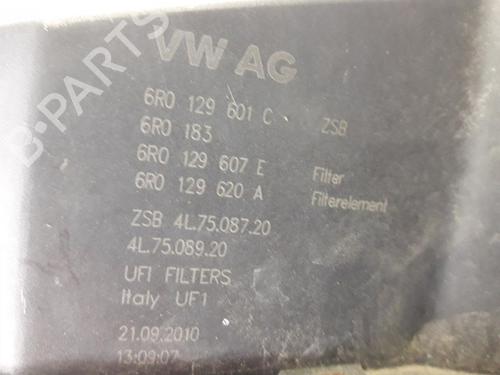 B-PARTS
VW AG
6R0 129 601 C ZSB
6R0 183
6R0 129 607 E Filter
6R0 129 620 A Filterelement
ZSB 4L.75.087.20
4L.75.089.20
UFI FILTERS
Italy UF1
21.09.2010
13:09:07